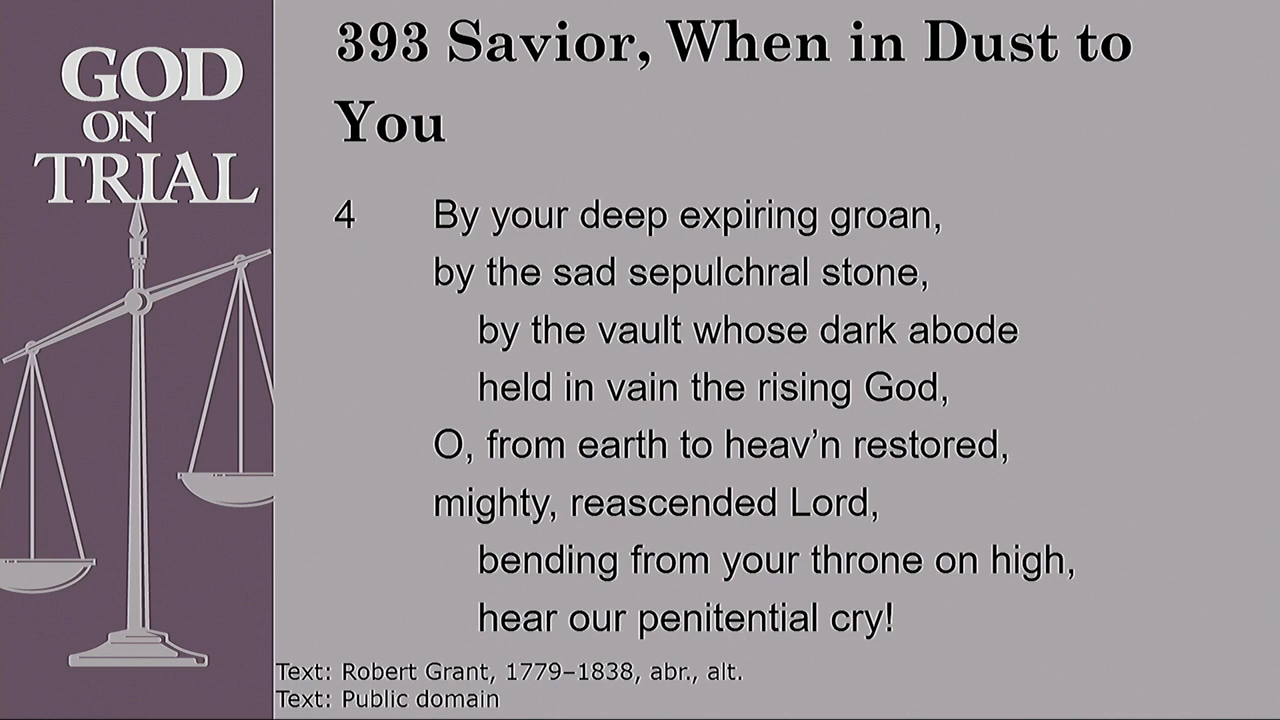 GOD
ON
TRIAL
393 Savior, When in Dust to
You
4 By your deep expiring groan,
by the sad sepulchral stone,
by the vault whose dark abode
held in vain the rising God,
O, from earth to heav’n restored,
mighty, reascended Lord,
bending from your throne on high,
hear our penitential cry!
Text: Robert Grant, 1779–1838, abr., alt.
Text: Public domain